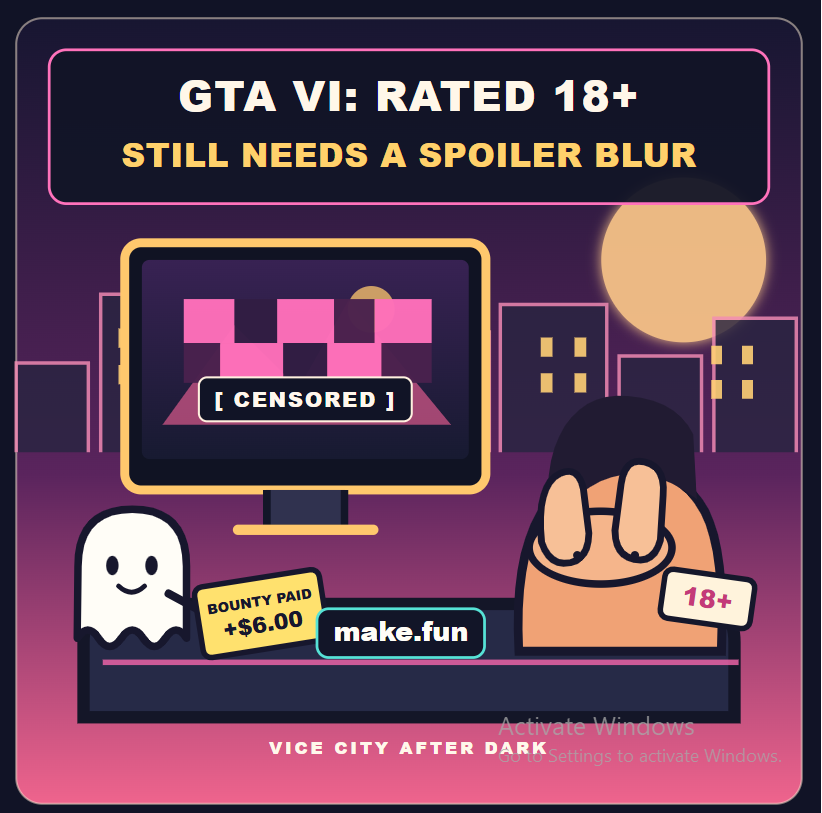 GTA VI: RATED 18+
STILL NEEDS A SPOILER BLUR
[ CENSORED ]
BOUNTY PAID
+$6.00
make.fun
18+
Activate Windows
VICE CITY AFTER DARK
Go to Settings to activate Windows.